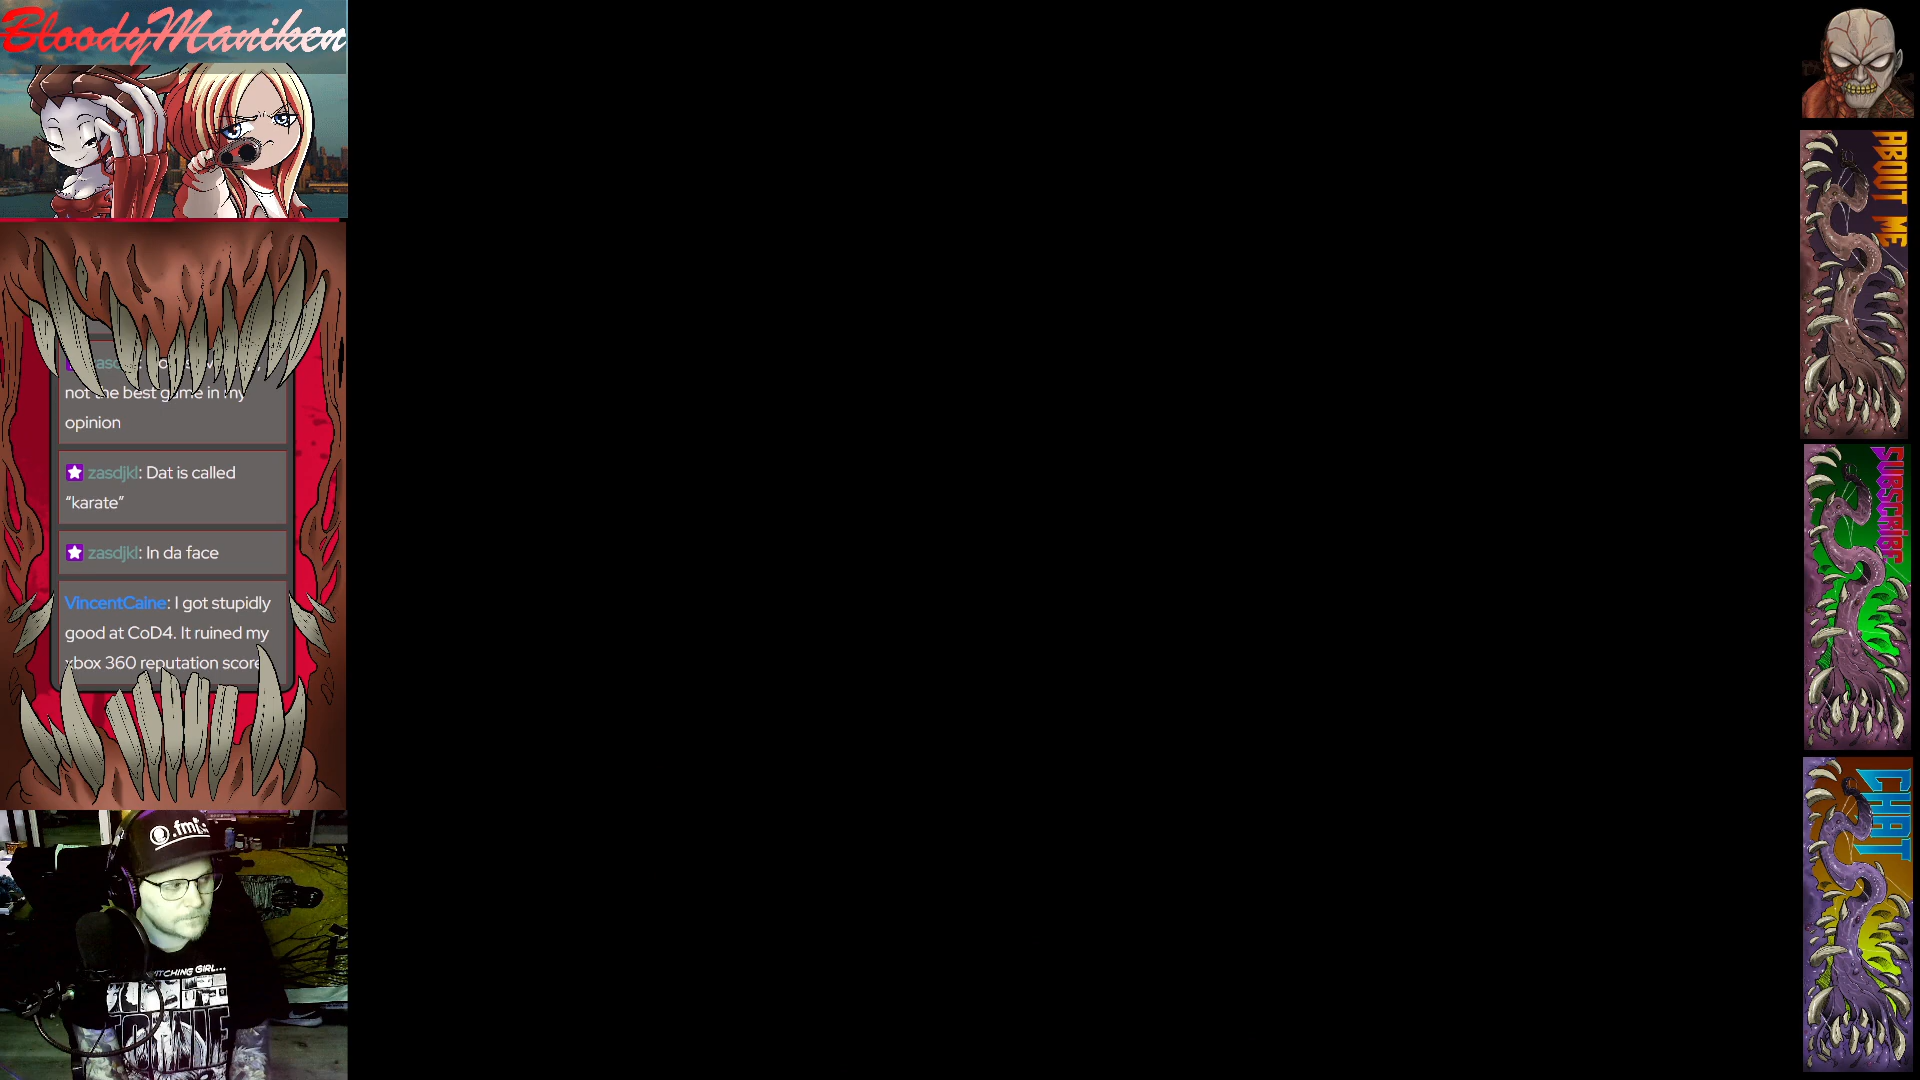 BloodyManiken
not the best game in my
opinion
zasdjkl: Dat is called
“karate”
zasdjkl: In da face
VincentCaine: I got stupidly
good at CoD4. It ruined my
xbox 360 reputation score
ABOUT ME
SUBSCRIBE
CHAT